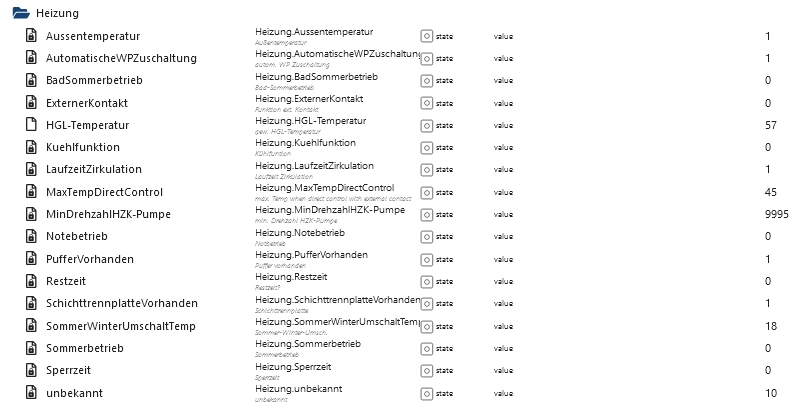 Heizung
Aussentemperatur Heizung.Aussentemperatur state value 1
Außentemperatur
AutomatischeWPZuschaltung Heizung.AutomatischeWPZuschaltung state value 1
autom. WP Zuschaltung
BadSommerbetrieb Heizung.BadSommerbetrieb state value 0
Bad-Sommerbetrieb
ExternerKontakt Heizung.ExternerKontakt state value 0
Funktion ext. Kontakt
HGL-Temperatur Heizung.HGL-Temperatur state value 57
gew. HGL-Temperatur
Kuehlfunktion Heizung.Kuehlfunktion state value 0
Kühlfuntion
LaufzeitZirkulation Heizung.LaufzeitZirkulation state value 1
Laufzeit Zirkulation
MaxTempDirectControl Heizung.MaxTempDirectControl state value 45
max. Temp when direct control with external contact
MinDrehzahlHZK-Pumpe Heizung.MinDrehzahlHZK-Pumpe state value 9995
min. Drehzahl HZK-Pumpe
Notebetrieb Heizung.Notebetrieb state value 0
Notbetrieb
PufferVorhanden Heizung.PufferVorhanden state value 1
Puffer vorhanden
Restzeit Heizung.Restzeit state value 0
Restzeit?
SchichttrennplatteVorhanden Heizung.SchichttrennplatteVorhanden state value 1
Schichttrennplatte
SommerWinterUmschaltTemp Heizung.SommerWinterUmschaltTemp state value 18
Sommer-Winter-Umsch.
Sommerbetrieb Heizung.Sommerbetrieb state value 0
Sommerbetrieb
Sperrzeit Heizung.Sperrzeit state value 0
Sperrzeit
unbekannt Heizung.unbekannt state value 10
unbekannt